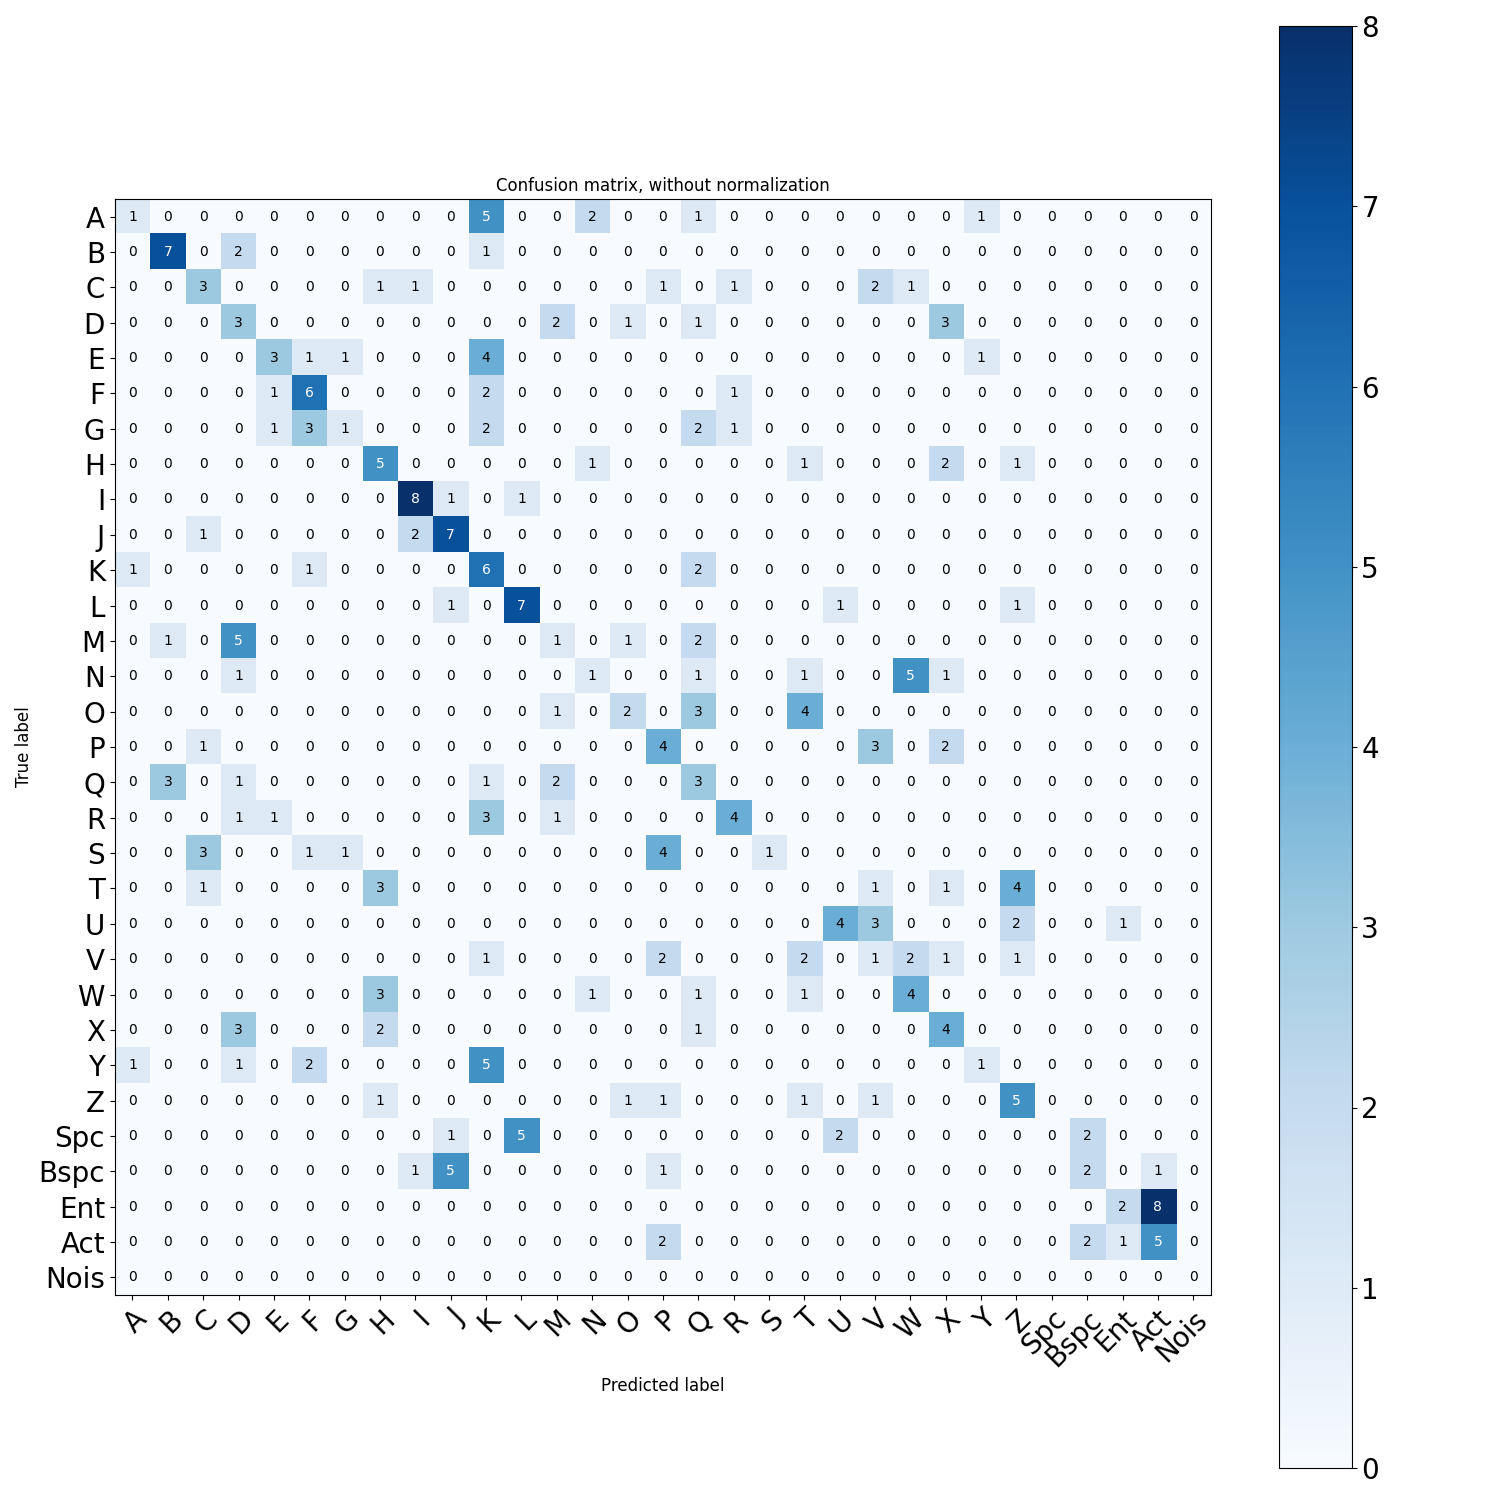 Confusion matrix, without normalization
A 1 0 0 0 0 0 0 0 0 0 5 0 0 2 0 0 1 0 0 0 0 0 0 0 1 0 0 0 0 0 0
B 0 7 0 2 0 0 0 0 0 0 1 0 0 0 0 0 0 0 0 0 0 0 0 0 0 0 0 0 0 0 0
C 0 0 3 0 0 0 0 1 1 0 0 0 0 0 0 1 0 1 0 0 0 2 1 0 0 0 0 0 0 0 0
D 0 0 0 3 0 0 0 0 0 0 0 0 2 0 1 0 1 0 0 0 0 0 0 3 0 0 0 0 0 0 0
E 0 0 0 0 3 1 1 0 0 0 4 0 0 0 0 0 0 0 0 0 0 0 0 0 1 0 0 0 0 0 0
F 0 0 0 0 1 6 0 0 0 0 2 0 0 0 0 0 0 1 0 0 0 0 0 0 0 0 0 0 0 0 0
G 0 0 0 0 1 3 1 0 0 0 2 0 0 0 0 0 2 1 0 0 0 0 0 0 0 0 0 0 0 0 0
H 0 0 0 0 0 0 0 5 0 0 0 0 0 1 0 0 0 0 0 1 0 0 0 2 0 1 0 0 0 0 0
I 0 0 0 0 0 0 0 0 8 1 0 1 0 0 0 0 0 0 0 0 0 0 0 0 0 0 0 0 0 0 0
J 0 0 1 0 0 0 0 0 2 7 0 0 0 0 0 0 0 0 0 0 0 0 0 0 0 0 0 0 0 0 0
K 1 0 0 0 0 1 0 0 0 0 6 0 0 0 0 0 2 0 0 0 0 0 0 0 0 0 0 0 0 0 0
L 0 0 0 0 0 0 0 0 0 1 0 7 0 0 0 0 0 0 0 0 1 0 0 0 0 1 0 0 0 0 0
M 0 1 0 5 0 0 0 0 0 0 0 0 1 0 1 0 2 0 0 0 0 0 0 0 0 0 0 0 0 0 0
N 0 0 0 1 0 0 0 0 0 0 0 0 0 1 0 0 1 0 0 1 0 0 5 1 0 0 0 0 0 0 0
O 0 0 0 0 0 0 0 0 0 0 0 0 1 0 2 0 3 0 0 4 0 0 0 0 0 0 0 0 0 0 0
P 0 0 1 0 0 0 0 0 0 0 0 0 0 0 0 4 0 0 0 0 0 3 0 2 0 0 0 0 0 0 0
Q 0 3 0 1 0 0 0 0 0 0 1 0 2 0 0 0 3 0 0 0 0 0 0 0 0 0 0 0 0 0 0
R 0 0 0 1 1 0 0 0 0 0 3 0 1 0 0 0 0 4 0 0 0 0 0 0 0 0 0 0 0 0 0
S 0 0 3 0 0 1 1 0 0 0 0 0 0 0 0 4 0 0 1 0 0 0 0 0 0 0 0 0 0 0 0
T 0 0 1 0 0 0 0 3 0 0 0 0 0 0 0 0 0 0 0 0 0 1 0 1 0 4 0 0 0 0 0
U 0 0 0 0 0 0 0 0 0 0 0 0 0 0 0 0 0 0 0 0 4 3 0 0 0 2 0 0 1 0 0
V 0 0 0 0 0 0 0 0 0 0 1 0 0 0 0 2 0 0 0 2 0 1 2 1 0 1 0 0 0 0 0
W 0 0 0 0 0 0 0 3 0 0 0 0 0 1 0 0 1 0 0 1 0 0 4 0 0 0 0 0 0 0 0
X 0 0 0 3 0 0 0 2 0 0 0 0 0 0 0 0 1 0 0 0 0 0 0 4 0 0 0 0 0 0 0
Y 1 0 0 1 0 2 0 0 0 0 5 0 0 0 0 0 0 0 0 0 0 0 0 0 1 0 0 0 0 0 0
Z 0 0 0 0 0 0 0 1 0 0 0 0 0 0 1 1 0 0 0 1 0 1 0 0 0 5 0 0 0 0 0
Spc 0 0 0 0 0 0 0 0 0 1 0 5 0 0 0 0 0 0 0 0 2 0 0 0 0 0 0 2 0 0 0
Bspc 0 0 0 0 0 0 0 0 1 5 0 0 0 0 0 1 0 0 0 0 0 0 0 0 0 0 0 2 0 1 0
Ent 0 0 0 0 0 0 0 0 0 0 0 0 0 0 0 0 0 0 0 0 0 0 0 0 0 0 0 0 2 8 0
Act 0 0 0 0 0 0 0 0 0 0 0 0 0 0 0 2 0 0 0 0 0 0 0 0 0 0 0 2 1 5 0
Nois 0 0 0 0 0 0 0 0 0 0 0 0 0 0 0 0 0 0 0 0 0 0 0 0 0 0 0 0 0 0 0
A B C D E F G H I J K L M N O P Q R S T U V W X Y Z Spc Bspc Ent Act Nois
Predicted label
True label
8
7
6
5
4
3
2
1
0